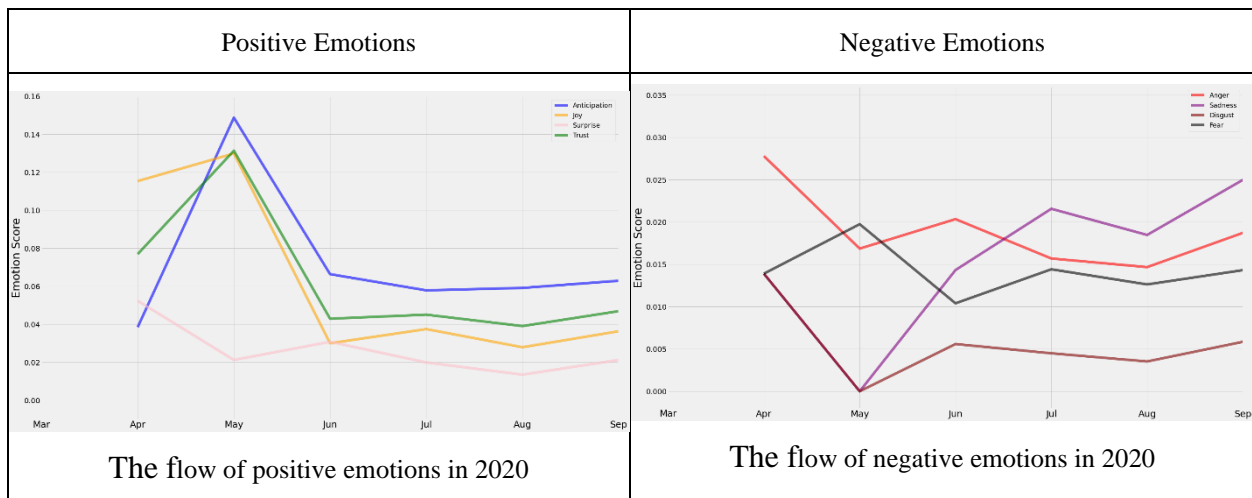 Positive Emotions
Negative Emotions
0.16
0.14
0.12
0.10
0.08
0.06
0.04
0.02
0.00
Emotion Score
Anticipation
Joy
Surprise
Trust
Mar
Apr
May
Jun
Jul
Aug
Sep
The flow of positive emotions in 2020
0.035
0.030
0.025
0.020
0.015
0.010
0.005
0.000
Emotion Score
Anger
Sadness
Disgust
Fear
Mar
Apr
May
Jun
Jul
Aug
Sep
The flow of negative emotions in 2020